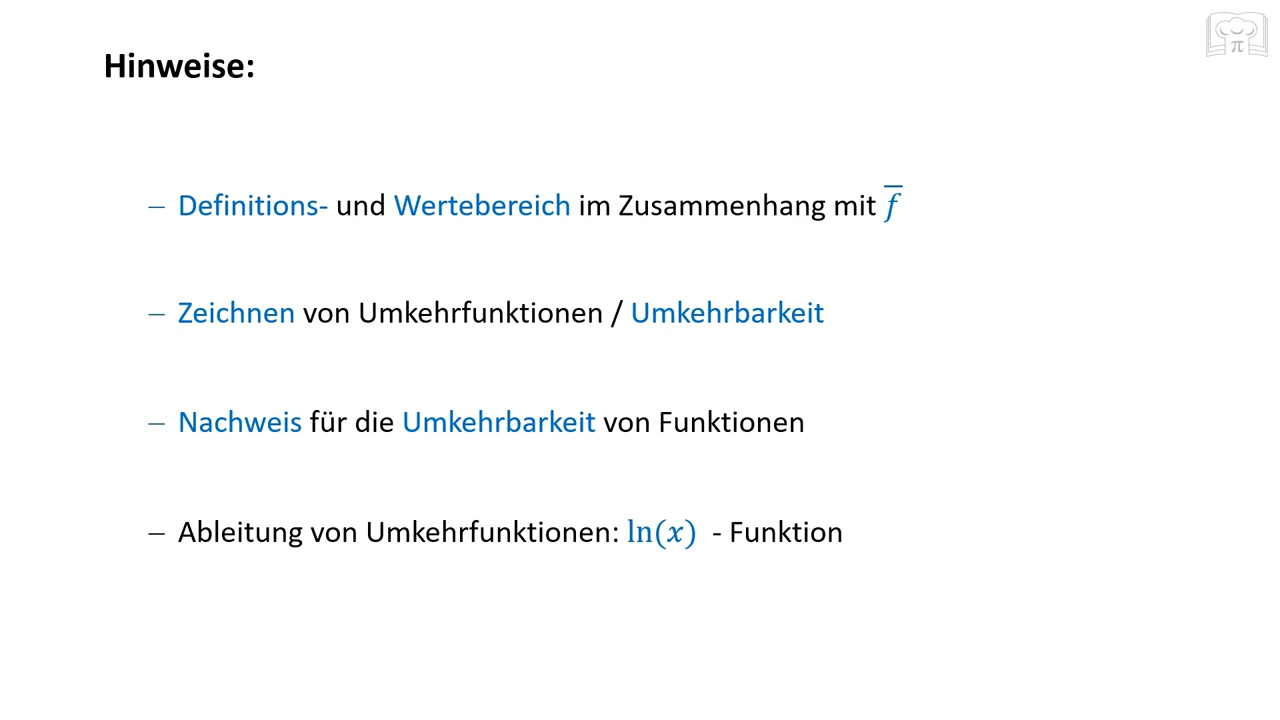 Hinweise:
– Definitions- und Wertebereich im Zusammenhang mit f̅
– Zeichnen von Umkehrfunktionen / Umkehrbarkeit
– Nachweis für die Umkehrbarkeit von Funktionen
– Ableitung von Umkehrfunktionen: ln(x) - Funktion
π